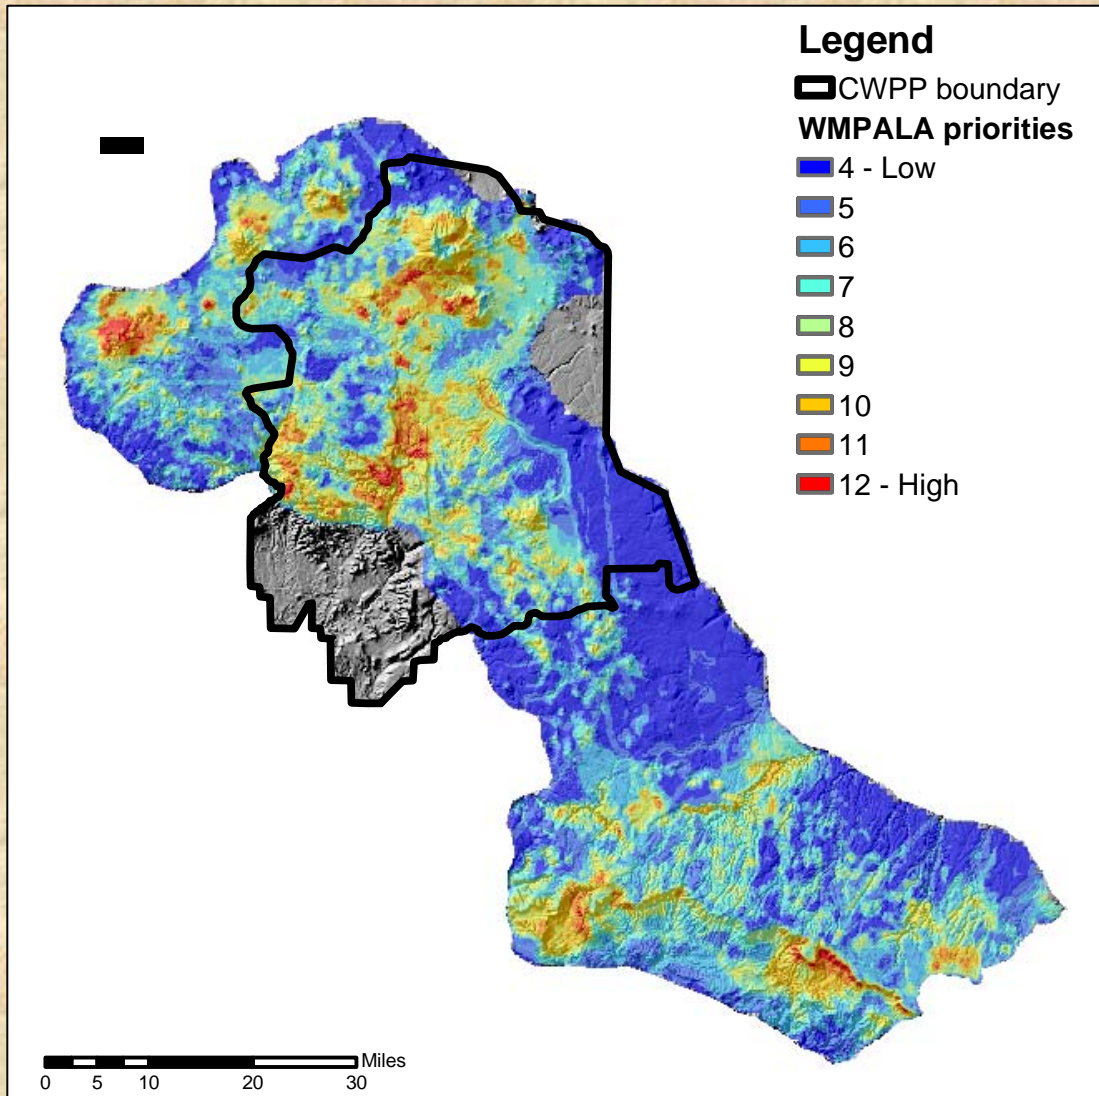 Legend
CWPP boundary
WMPALA priorities
4 - Low
5
6
7
8
9
10
11
12 - High
Miles
0 5 10 20 30